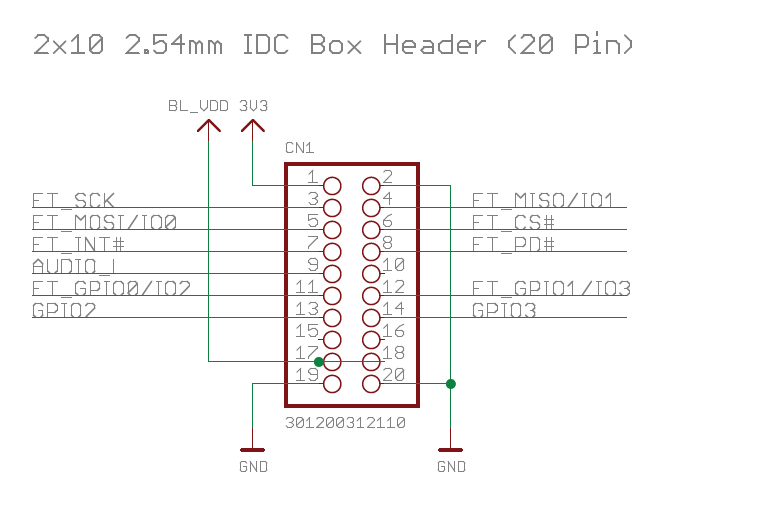 2x10 2.54mm IDC Box Header (20 Pin)
BL_VDD 3V3
CN1
1 2
FT_SCK 3 4 FT_MISO/IO1
FT_MOSI/IO0 5 6 FT_CS#
FT_INT# 7 8 FT_PD#
AUDIO_L 9 10
FT_GPIO0/IO2 11 12 FT_GPIO1/IO3
GPIO2 13 14 GPIO3
15 16
17 18
19 20
301200312110
GND GND